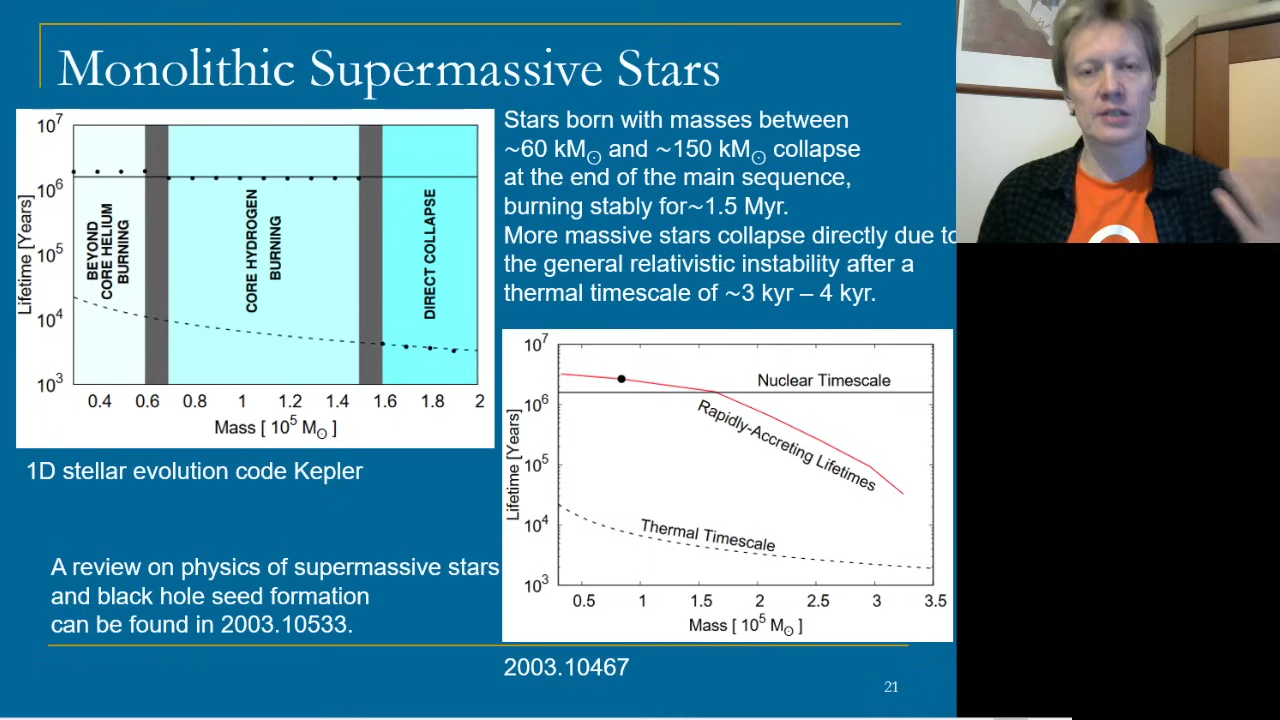 Monolithic Supermassive Stars
10^7
10^6
10^5
10^4
10^3
Lifetime [Years]
BEYOND
CORE HELIUM
BURNING
CORE HYDROGEN
BURNING
DIRECT COLLAPSE
0.4 0.6 0.8 1 1.2 1.4 1.6 1.8 2
Mass [ 10^5 M⊙ ]
1D stellar evolution code Kepler
A review on physics of supermassive stars
and black hole seed formation
can be found in 2003.10533.
Stars born with masses between
~60 kM⊙ and ~150 kM⊙ collapse
at the end of the main sequence,
burning stably for~1.5 Myr.
More massive stars collapse directly due to
the general relativistic instability after a
thermal timescale of ~3 kyr – 4 kyr.
10^7
10^6
10^5
10^4
10^3
Lifetime [Years]
Nuclear Timescale
Rapidly-Accreting Lifetimes
Thermal Timescale
0.5 1 1.5 2 2.5 3 3.5
Mass [ 10^5 M⊙ ]
2003.10467
21